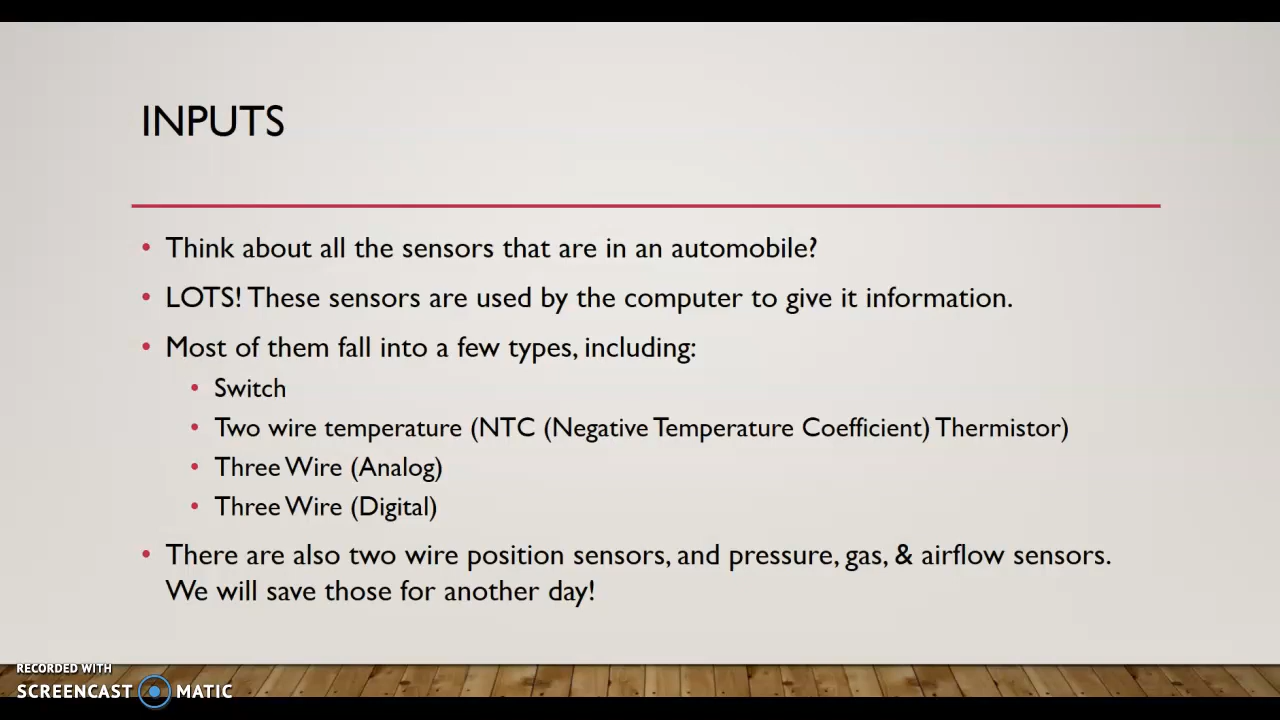 INPUTS
Think about all the sensors that are in an automobile?
LOTS! These sensors are used by the computer to give it information.
Most of them fall into a few types, including:
Switch
Two wire temperature (NTC (Negative Temperature Coefficient) Thermistor)
Three Wire (Analog)
Three Wire (Digital)
There are also two wire position sensors, and pressure, gas, & airflow sensors.
We will save those for another day!
RECORDED WITH
SCREENCAST MATIC